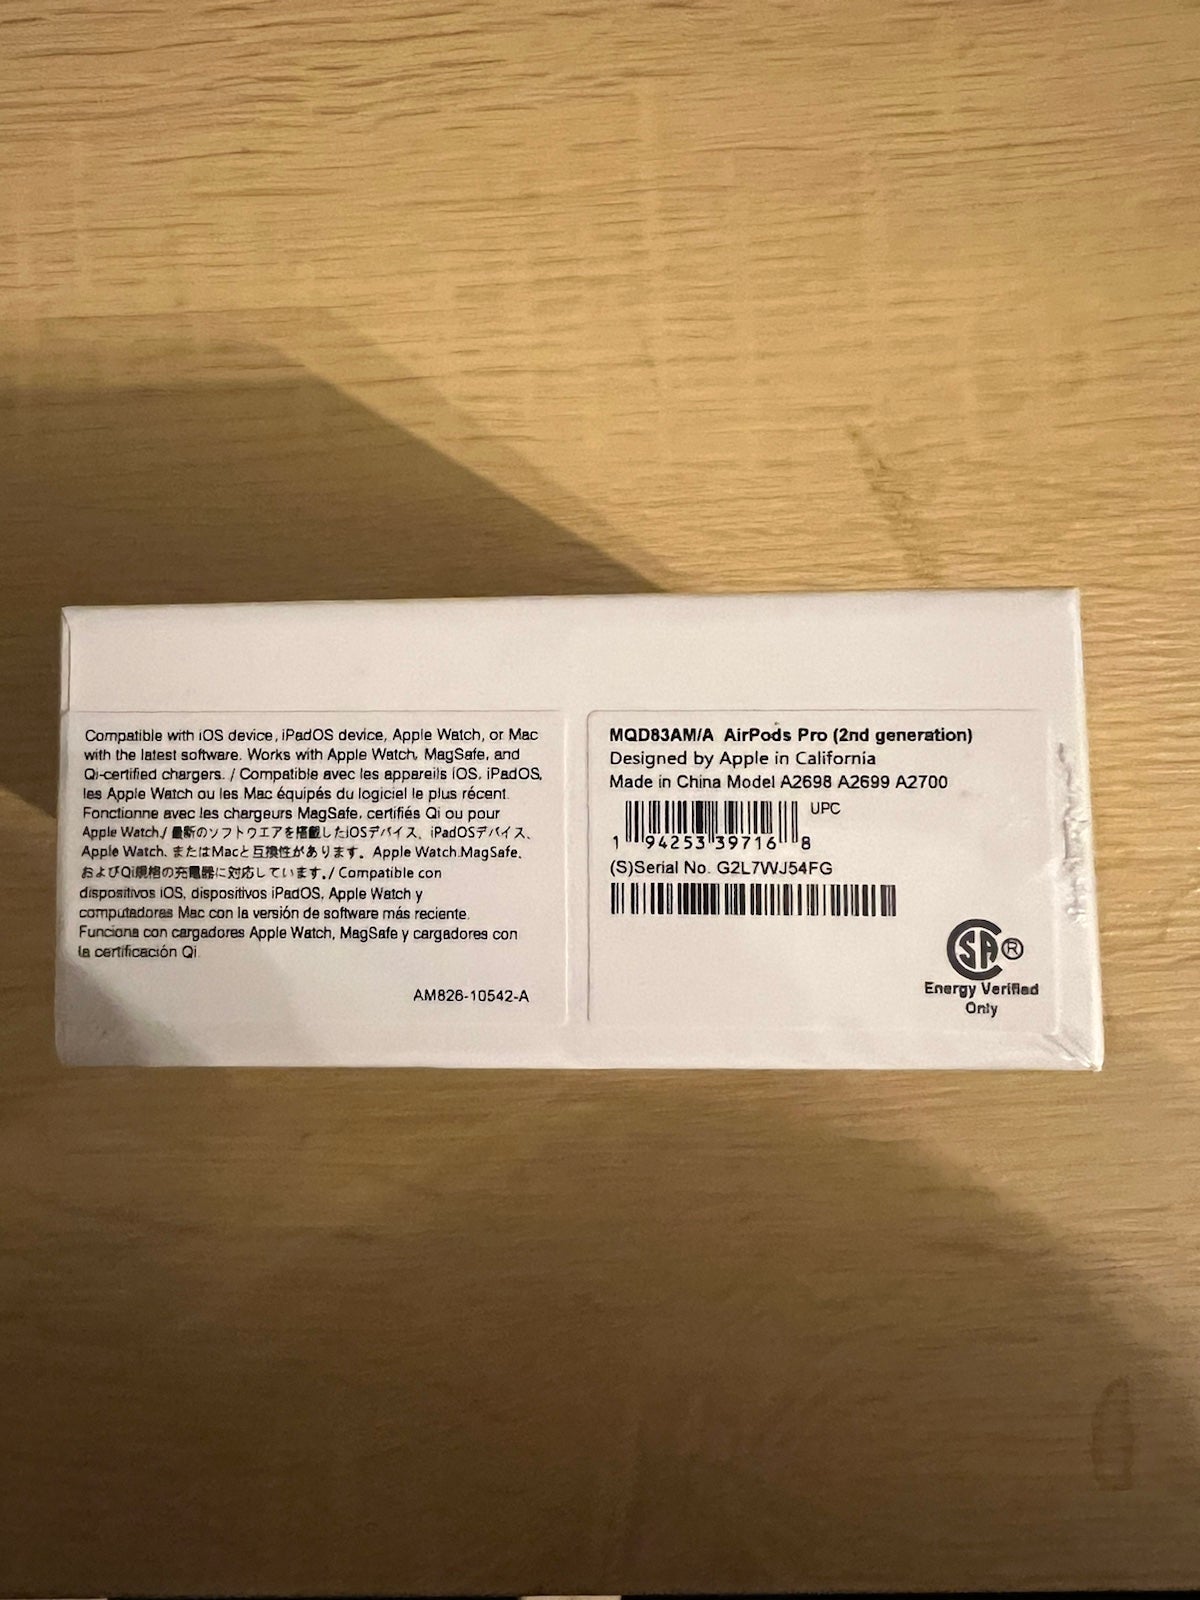 Compatible with iOS device, iPadOS device, Apple Watch, or Mac
with the latest software. Works with Apple Watch, MagSafe, and
Qi-certified chargers. / Compatible avec les appareils iOS, iPadOS,
les Apple Watch ou les Mac équipés du logiciel le plus récent.
Fonctionne avec les chargeurs MagSafe, certifiés Qi ou pour
Apple Watch./ 最新のソフトウエアを搭載したiOSデバイス、iPadOSデバイス、
Apple Watch、またはMacと互換性があります。Apple Watch.MagSafe、
およびQi規格の充電器に対応しています。/ Compatible con
dispositivos iOS, dispositivos iPadOS, Apple Watch y
computadoras Mac con la versión de software más reciente.
Funciona con cargadores Apple Watch, MagSafe y cargadores con
la certificación Qi.
AM826-10542-A
MQD83AM/A AirPods Pro (2nd generation)
Designed by Apple in California
Made in China Model A2698 A2699 A2700
UPC
1 94253 39716 8
(S)Serial No. G2L7WJ54FG
SA®
Energy Verified
Only